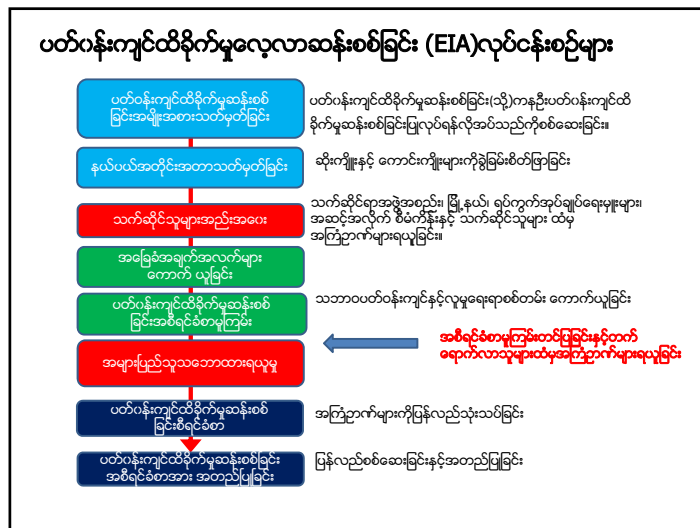 ပတ်ဝန်းကျင်ထိခိုက်မှုလေ့လာဆန်းစစ်ခြင်း (EIA)လုပ်ငန်းစဉ်များ
ပတ်ဝန်းကျင်ထိခိုက်မှုဆန်းစစ်
ခြင်းအမျိုးအစားသတ်မှတ်ခြင်း
ပတ်ဝန်းကျင်ထိခိုက်မှုဆန်းစစ်ခြင်း(သို့)ကနဦးပတ်ဝန်းကျင်ထိ
ခိုက်မှုဆန်းစစ်ခြင်းပြုလုပ်ရန်လိုအပ်သည်ကိုစစ်ဆေးခြင်း။
နယ်ပယ်အတိုင်းအတာသတ်မှတ်ခြင်း
ဆိုးကျိုးနှင့် ကောင်းကျိုးများကိုခွဲခြမ်းစိတ်ဖြာခြင်း
သက်ဆိုင်သူများအည်းအဝေး
သက်ဆိုင်ရာအဖွဲ့အစည်း၊ မြို့နယ်၊ ရပ်ကွက်အုပ်ချုပ်ရေးမှူးများ၊
အဆင့်အလိုက် စီမံကိန်းနှင့် သက်ဆိုင်သူများ ထံမှ
အကြံဉာဏ်များရယူခြင်း။
အခြေခံအချက်အလက်များ
ကောက် ယူခြင်း
ပတ်ဝန်းကျင်ထိခိုက်မှုဆန်းစစ်
ခြင်းအစီရင်ခံစာမူကြမ်း
သဘာဝပတ်ဝန်းကျင်နှင့်လူမှုရေးရာစစ်တမ်း ကောက်ယူခြင်း
အများပြည်သူသဘောထားရယူမှု
အစီရင်ခံစာမူကြမ်းတင်ပြခြင်းနှင့်တက်
ရောက်လာသူများထံမှအကြံဉာဏ်များရယူခြင်း
ပတ်ဝန်းကျင်ထိခိုက်မှုဆန်းစစ်
ခြင်းစီရင်ခံစာ
အကြံဉာဏ်များကိုပြန်လည်သုံးသပ်ခြင်း
ပတ်ဝန်းကျင်ထိခိုက်မှုဆန်းစစ်ခြင်း
အစီရင်ခံစာအား အတည်ပြုခြင်း
ပြန်လည်စစ်ဆေးခြင်းနှင့်အတည်ပြုခြင်း